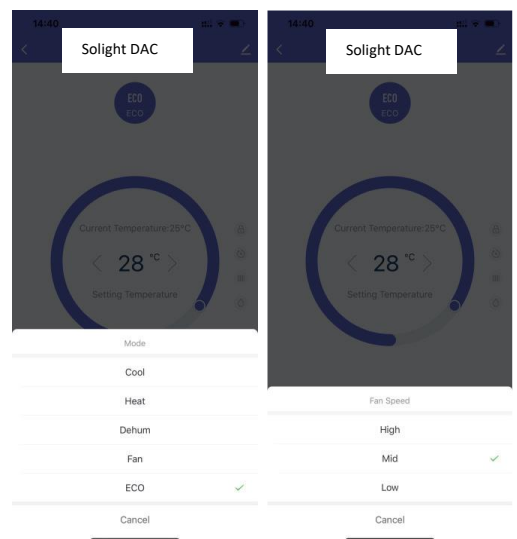 14:40
Solight DAC
ECO
ECO
Current Temperature:25°C
28 °C
Setting Temperature
Mode
Cool
Heat
Dehum
Fan
ECO
Cancel
14:40
Solight DAC
ECO
ECO
Current Temperature:25°C
28 °C
Setting Temperature
Fan Speed
High
Mid
Low
Cancel